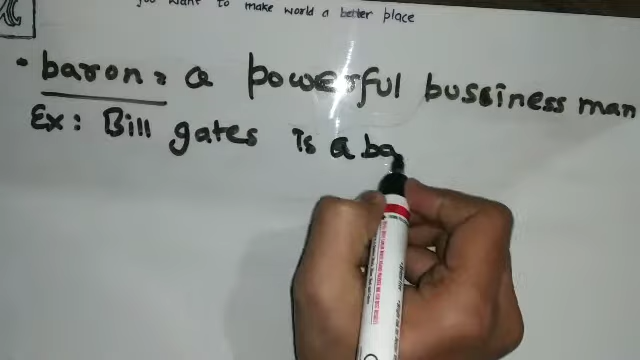 you want to make world a better place
• baron: a powerful bussiness man
Ex: Bill gates is a ba